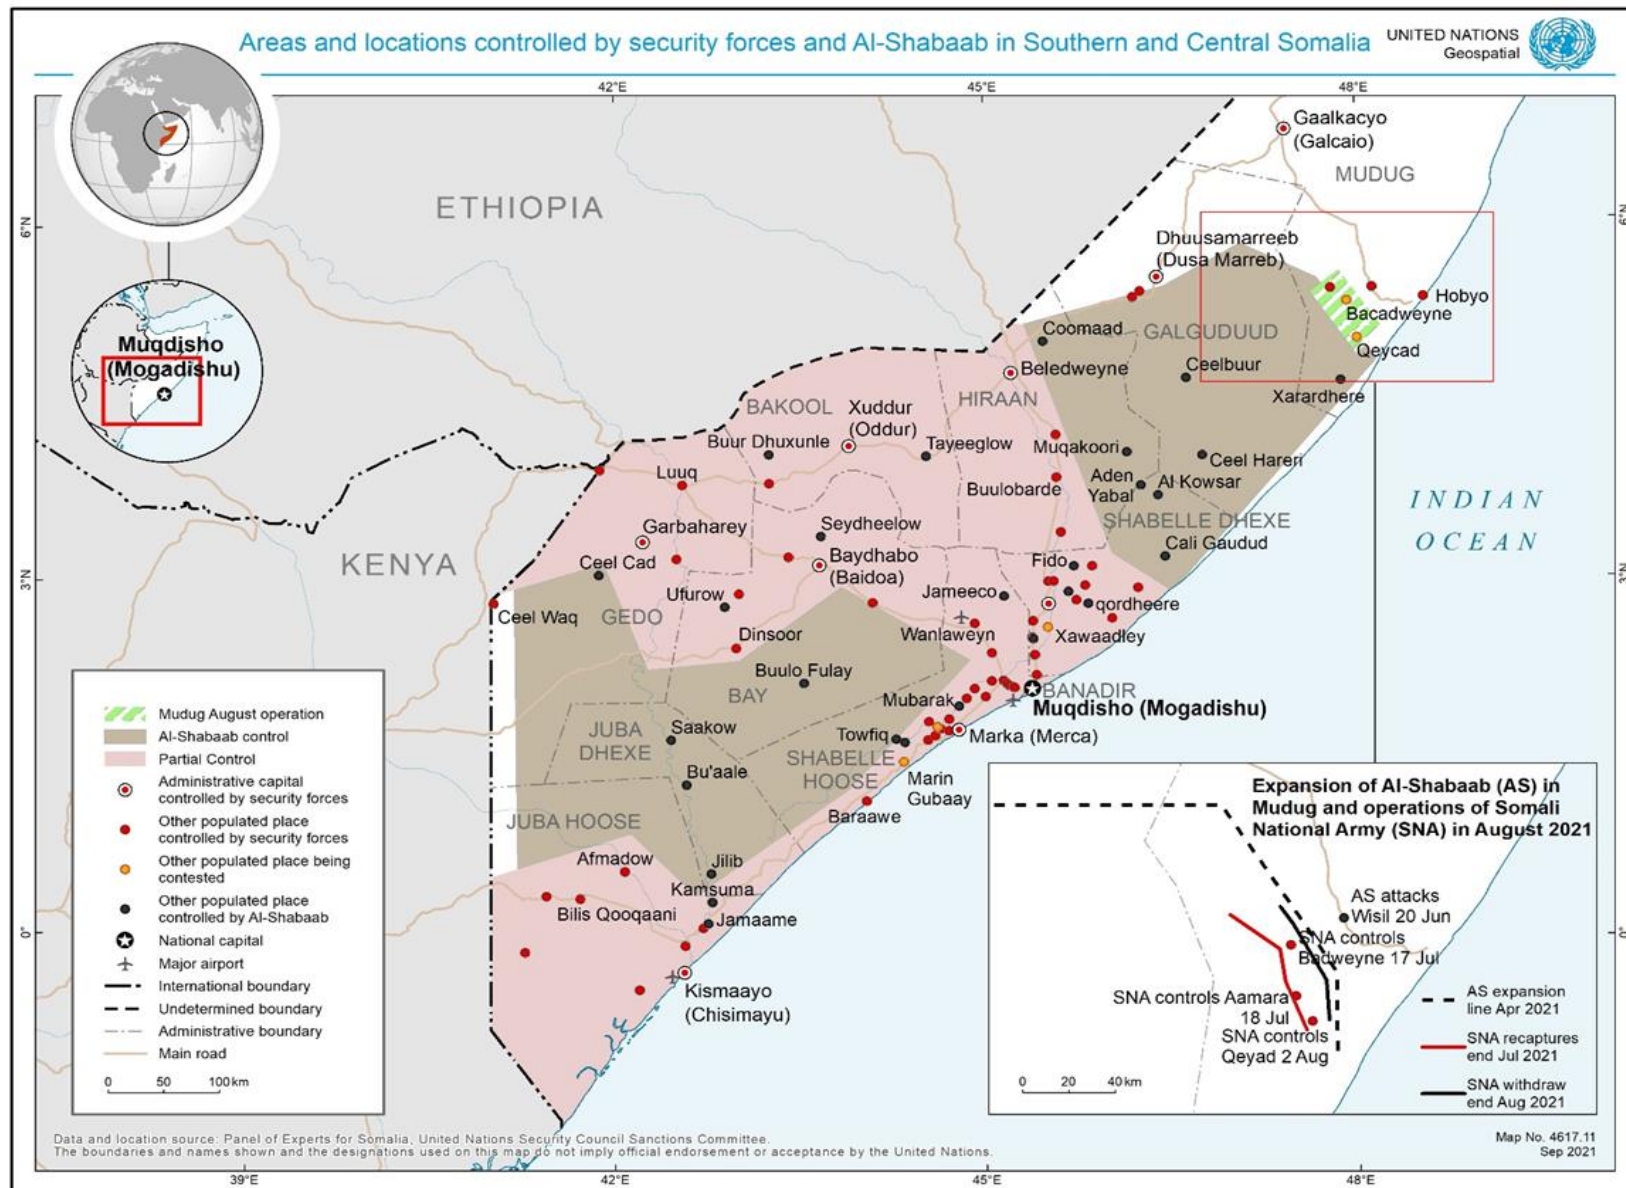 Areas and locations controlled by security forces and Al-Shabaab in Southern and Central Somalia
UNITED NATIONS
Geospatial
42°E
45°E
48°E
6°N
6°N
3°N
3°N
0°
0°
39°E
42°E
45°E
48°E
Muqdisho
(Mogadishu)
ETHIOPIA
KENYA
INDIAN
OCEAN
Gaalkacyo
(Galcaio)
MUDUG
Dhuusamarreeb
(Dusa Marreb)
Hobyo
Bacadweyne
Qeycad
GALGUDUUD
Coomaad
Ceelbuur
Xarardhere
Beledweyne
HIRAAN
BAKOOL
Xuddur
(Oddur)
Buur Dhuxunle
Tayeeglow
Muqakoori
Ceel Hareri
Aden
Yabal
Al Kowsar
Luuq
Buulobarde
SHABELLE DHEXE
Garbaharey
Seydheelow
Cali Gaudud
Ceel Cad
Baydhabo
(Baidoa)
Fido
Ufurow
Jameeco
qordheere
Ceel Waq
GEDO
Dinsoor
Wanlaweyn
Xawaadley
Buulo Fulay
BAY
Mubarak
BANADIR
Muqdisho (Mogadishu)
Saakow
JUBA
DHEXE
Towfiq
Marka (Merca)
SHABELLE
HOOSE
Bu'aale
Marin
Gubaay
JUBA HOOSE
Baraawe
Afmadow
Jilib
Kamsuma
Bilis Qooqaani
Jamaame
Kismaayo
(Chisimayu)
Mudug August operation
Al-Shabaab control
Partial Control
Administrative capital
controlled by security forces
Other populated place
controlled by security forces
Other populated place being
contested
Other populated place
controlled by Al-Shabaab
National capital
Major airport
International boundary
Undetermined boundary
Administrative boundary
Main road
0 50 100 km
Expansion of Al-Shabaab (AS) in
Mudug and operations of Somali
National Army (SNA) in August 2021
AS attacks
Wisil 20 Jun
SNA controls
Badweyne 17 Jul
SNA controls Aamara
18 Jul
SNA controls
Qeyad 2 Aug
AS expansion
line Apr 2021
SNA recaptures
end Jul 2021
SNA withdraw
end Aug 2021
0 20 40 km
Data and location source: Panel of Experts for Somalia, United Nations Security Council Sanctions Committee.
The boundaries and names shown and the designations used on this map do not imply official endorsement or acceptance by the United Nations.
Map No. 4617.11
Sep 2021